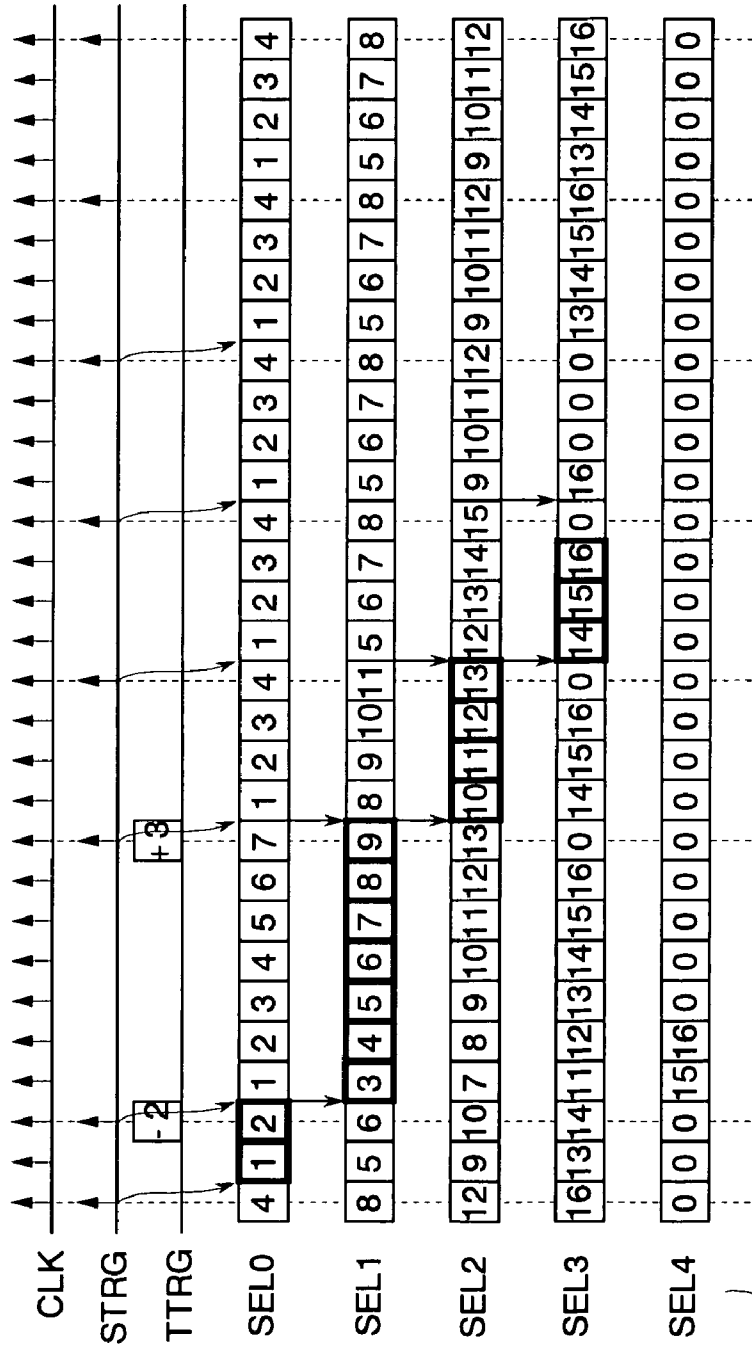 CLK
STRG
TTRG -2 +3
SEL0 4 1 2 1 2 3 4 5 6 7 1 2 3 4 1 2 3 4 1 2 3 4 1 2 3 4 1 2 3 4
SEL1 8 5 6 3 4 5 6 7 8 9 8 9 10 11 5 6 7 8 5 6 7 8 5 6 7 8 5 6 7 8
SEL2 12 9 10 7 8 9 10 11 12 13 10 11 12 13 12 13 14 15 9 10 11 12 9 10 11 12 9 10 11 12
SEL3 16 13 14 11 12 13 14 15 16 0 14 15 16 0 14 15 16 0 16 0 0 0 13 14 15 16 13 14 15 16
SEL4 0 0 0 15 16 0 0 0 0 0 0 0 0 0 0 0 0 0 0 0 0 0 0 0 0 0 0 0 0 0